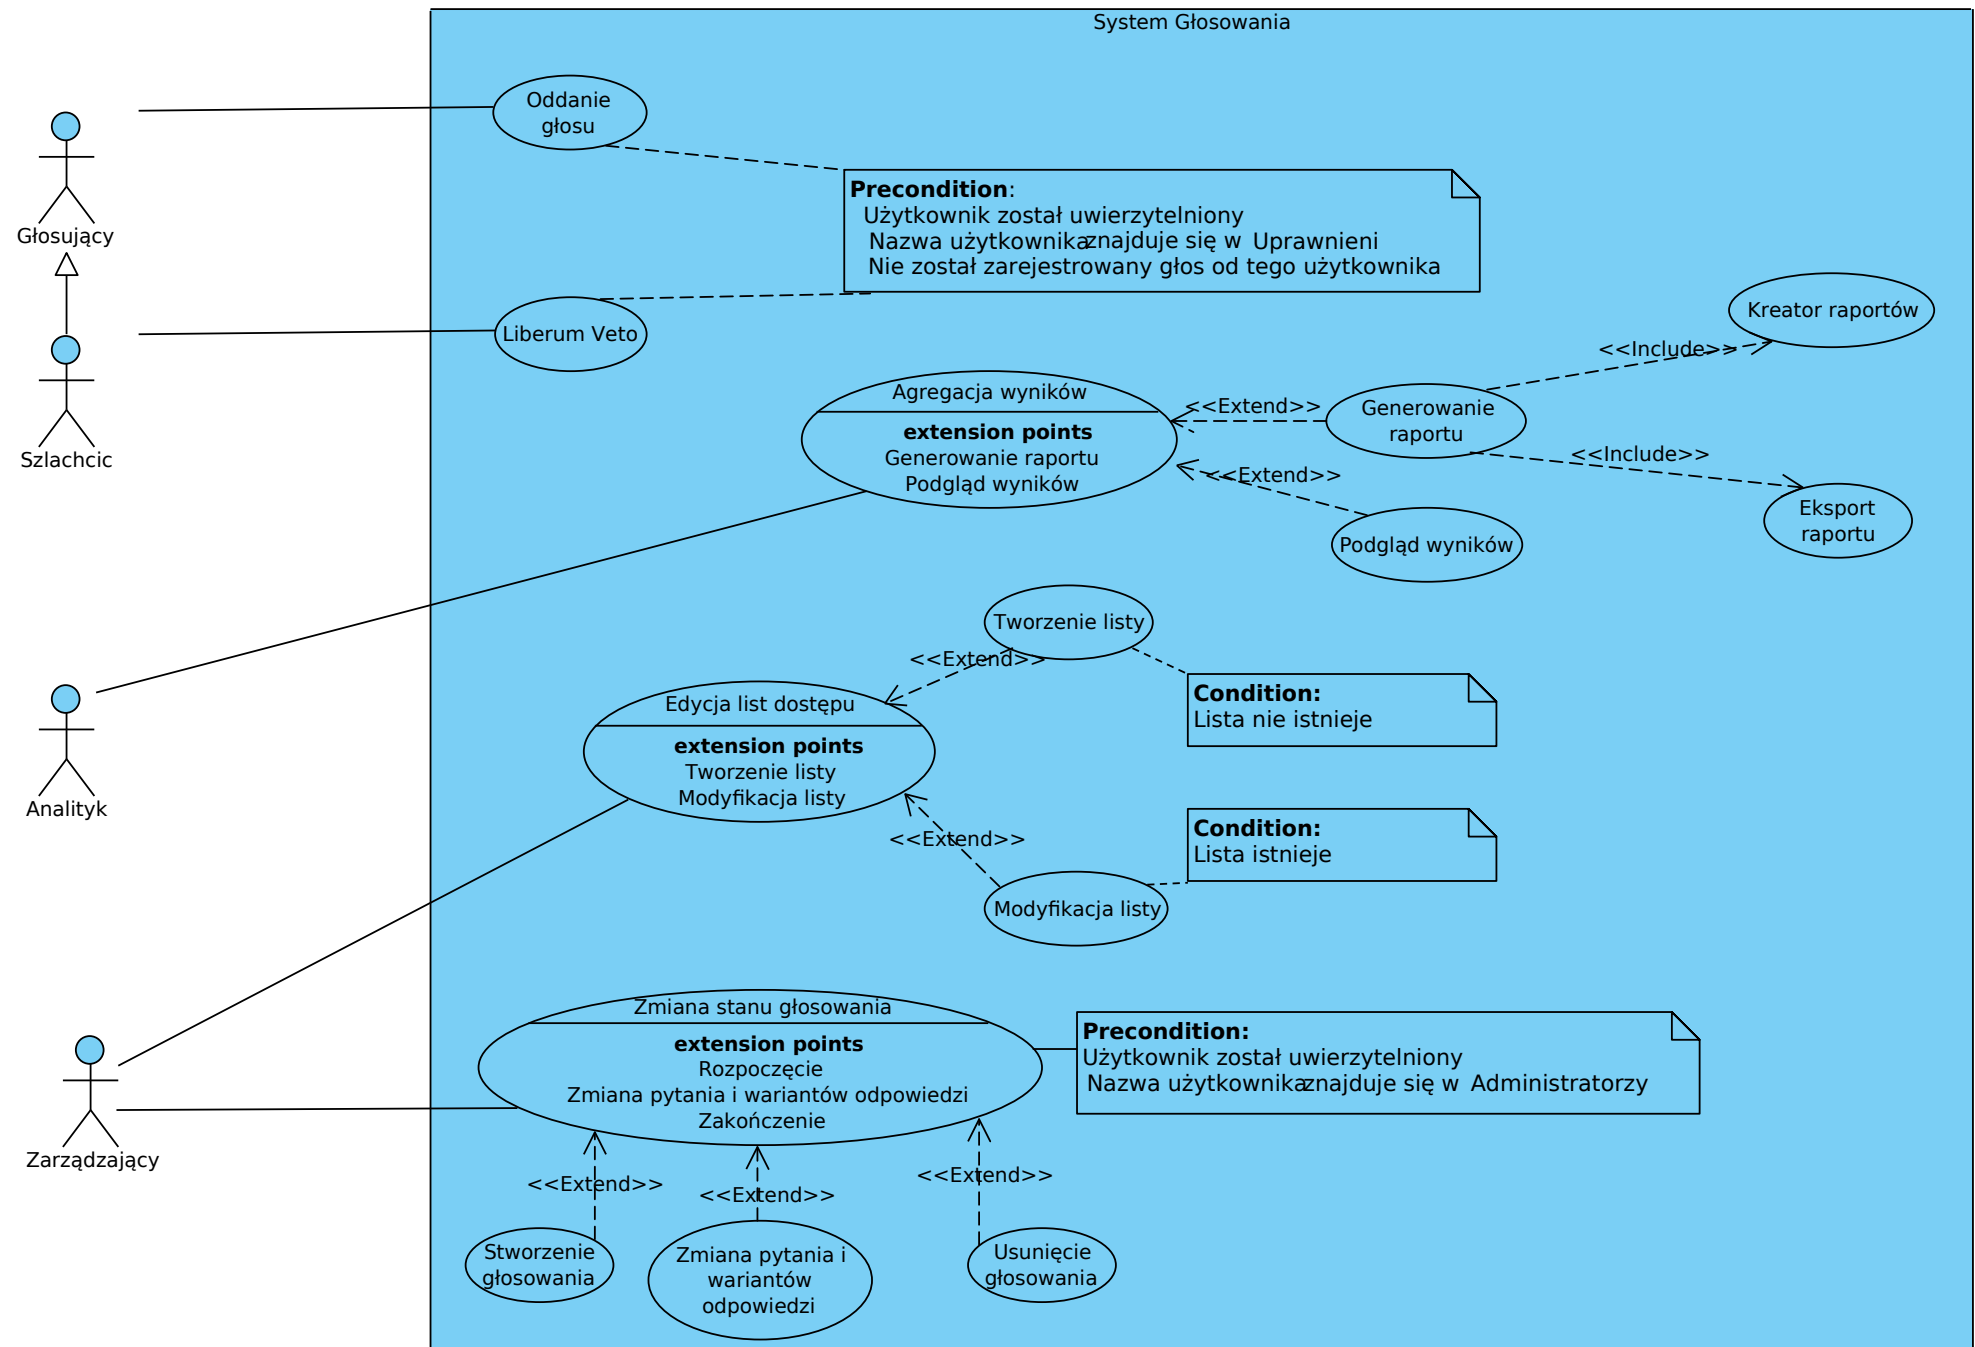 System Głosowania
Oddanie
głosu
Głosujący
Precondition:
Użytkownik został uwierzytelniony
Nazwa użytkownika znajduje się w Uprawnieni
Nie został zarejestrowany głos od tego użytkownika
Liberum Veto
Szlachcic
Kreator raportów
<<Include>>
Agregacja wyników
extension points
Generowanie raportu
Podgląd wyników
<<Extend>>
Generowanie
raportu
<<Include>>
<<Extend>>
Eksport
raportu
Podgląd wyników
Tworzenie listy
<<Extend>>
Condition:
Lista nie istnieje
Edycja list dostępu
extension points
Tworzenie listy
Modyfikacja listy
Analityk
<<Extend>>
Condition:
Lista istnieje
Modyfikacja listy
Zmiana stanu głosowania
extension points
Rozpoczęcie
Zmiana pytania i wariantów odpowiedzi
Zakończenie
Precondition:
Użytkownik został uwierzytelniony
Nazwa użytkownika znajduje się w Administratorzy
Zarządzający
<<Extend>>
<<Extend>>
<<Extend>>
Stworzenie
głosowania
Zmiana pytania i
wariantów
odpowiedzi
Usunięcie
głosowania